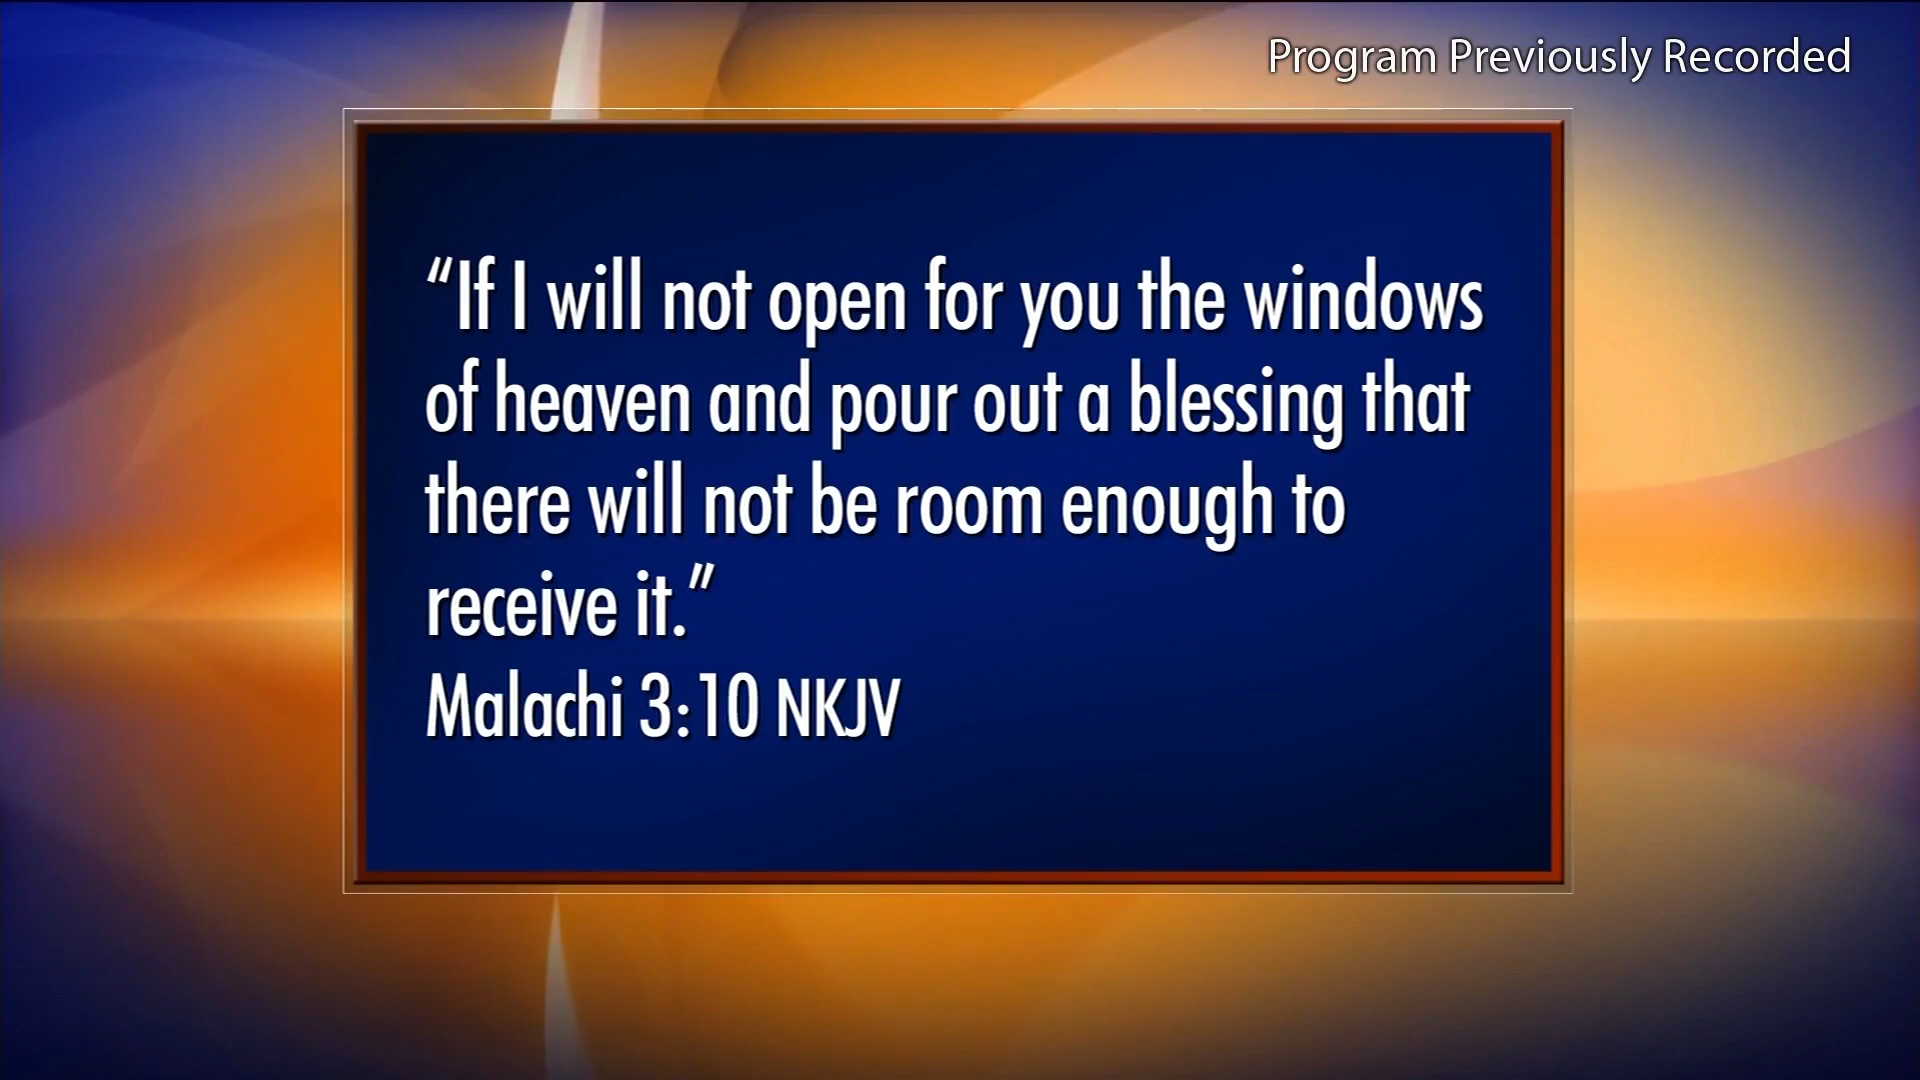 Program Previously Recorded
“If I will not open for you the windows
of heaven and pour out a blessing that
there will not be room enough to
receive it.”
Malachi 3:10 NKJV